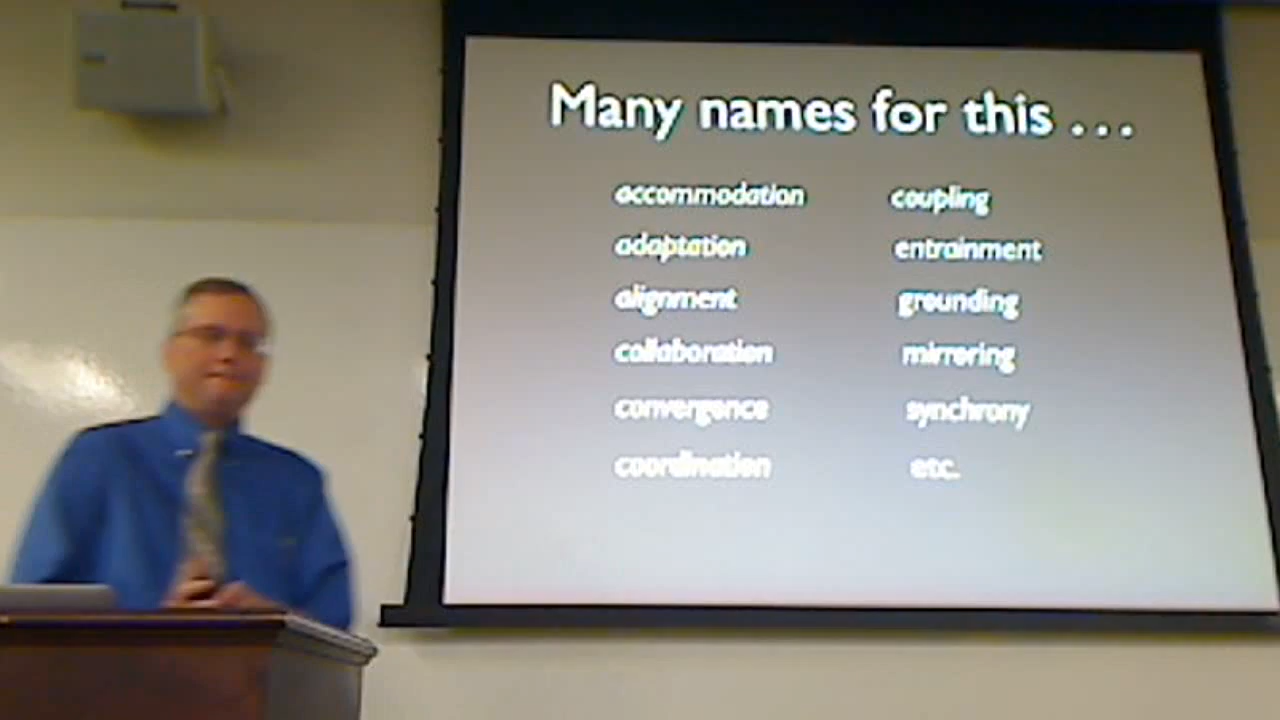 Many names for this . . .
accommodation
adaptation
alignment
collaboration
convergence
coordination
coupling
entrainment
grounding
mirroring
synchrony
etc.